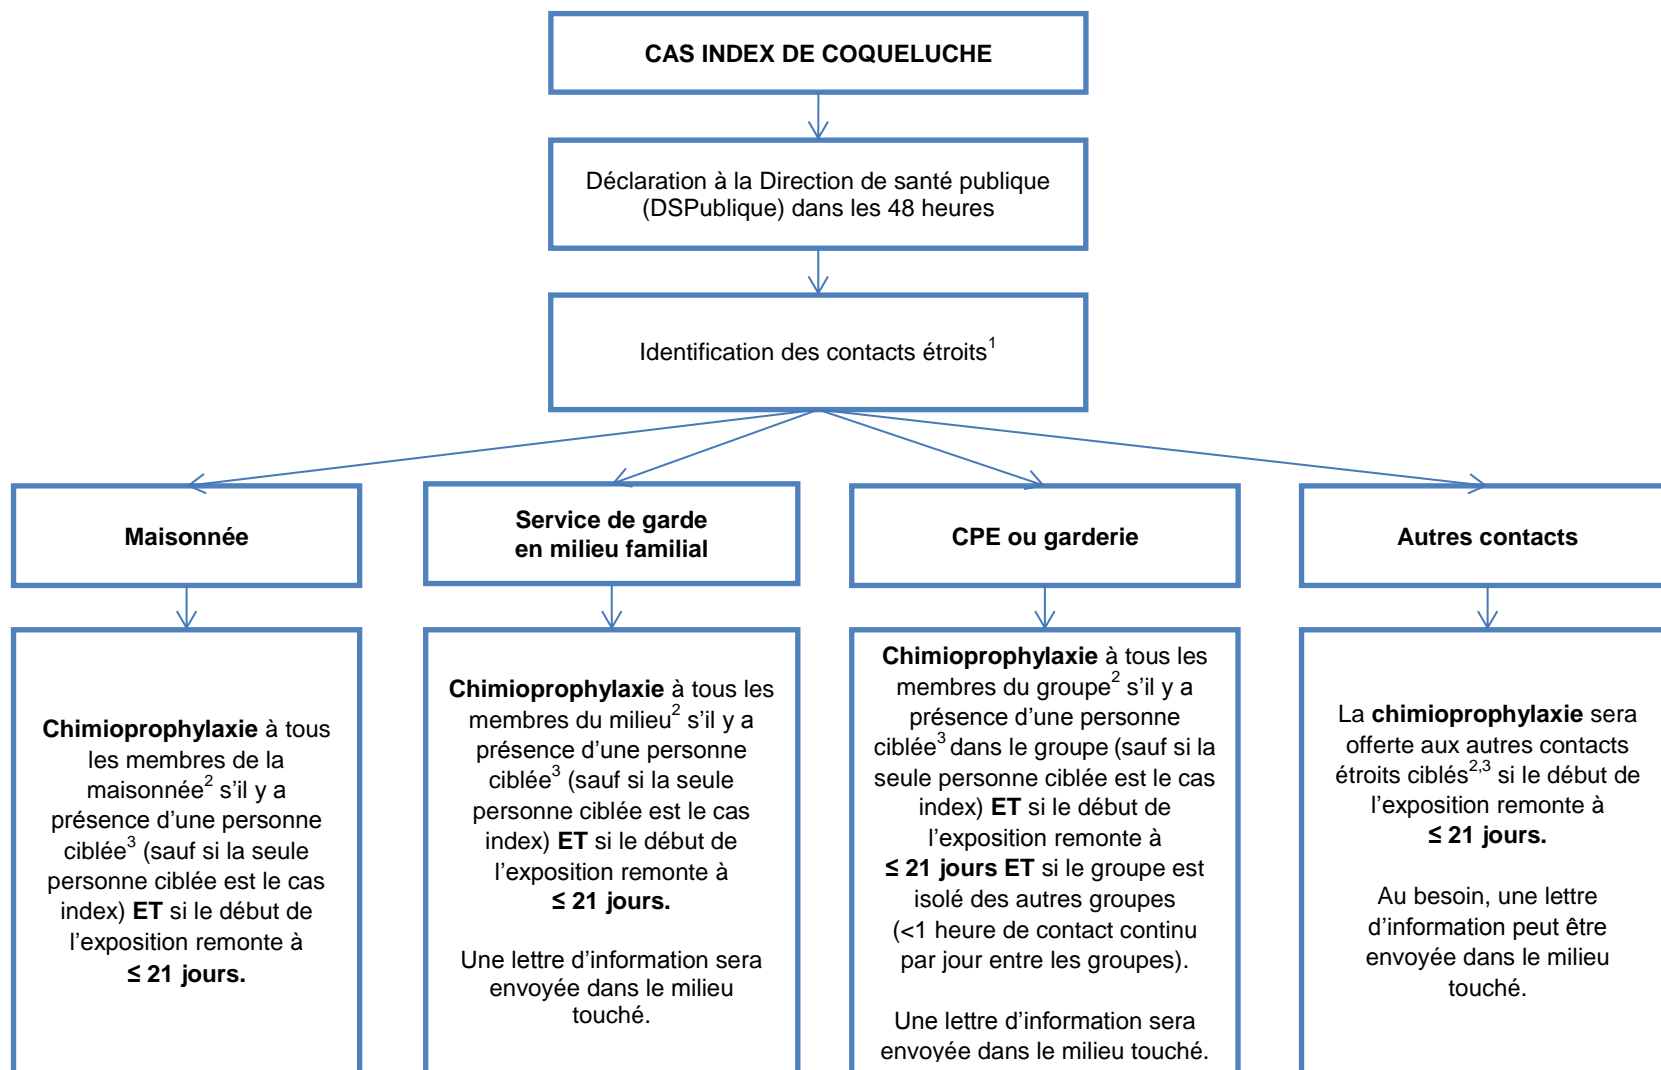 CAS INDEX DE COQUELUCHE
Déclaration à la Direction de santé publique
(DSPublique) dans les 48 heures
Identification des contacts étroits1
Maisonnée
Service de garde
en milieu familial
CPE ou garderie
Autres contacts
Chimioprophylaxie à tous
les membres de la
maisonnée2 s’il y a
présence d’une personne
ciblée3 (sauf si la seule
personne ciblée est le cas
index) ET si le début de
l’exposition remonte à
≤ 21 jours.
Chimioprophylaxie à tous les
membres du milieu2 s’il y a
présence d’une personne
ciblée3 (sauf si la seule
personne ciblée est le cas
index) ET si le début de
l’exposition remonte à
≤ 21 jours.
Une lettre d’information sera
envoyée dans le milieu
touché.
Chimioprophylaxie à tous les
membres du groupe2 s’il y a
présence d’une personne
ciblée3 dans le groupe (sauf si la
seule personne ciblée est le cas
index) ET si le début de
l’exposition remonte à
≤ 21 jours ET si le groupe est
isolé des autres groupes
(<1 heure de contact continu
par jour entre les groupes).
Une lettre d’information sera
envoyée dans le milieu touché.
La chimioprophylaxie sera
offerte aux autres contacts
étroits ciblés2,3 si le début de
l’exposition remonte à
≤ 21 jours.
Au besoin, une lettre
d’information peut être
envoyée dans le milieu
touché.